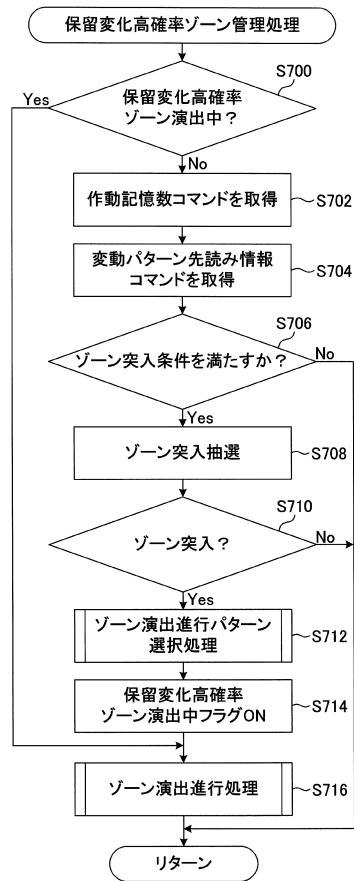 保留変化高確率ゾーン管理処理
S700
保留変化高確率
ゾーン演出中?
Yes
No
作動記憶数コマンドを取得
S702
変動パターン先読み情報
コマンドを取得
S704
S706
ゾーン突入条件を満たすか?
No
Yes
ゾーン突入抽選
S708
S710
ゾーン突入?
No
Yes
ゾーン演出進行パターン
選択処理
S712
保留変化高確率
ゾーン演出中フラグON
S714
ゾーン演出進行処理
S716
リターン